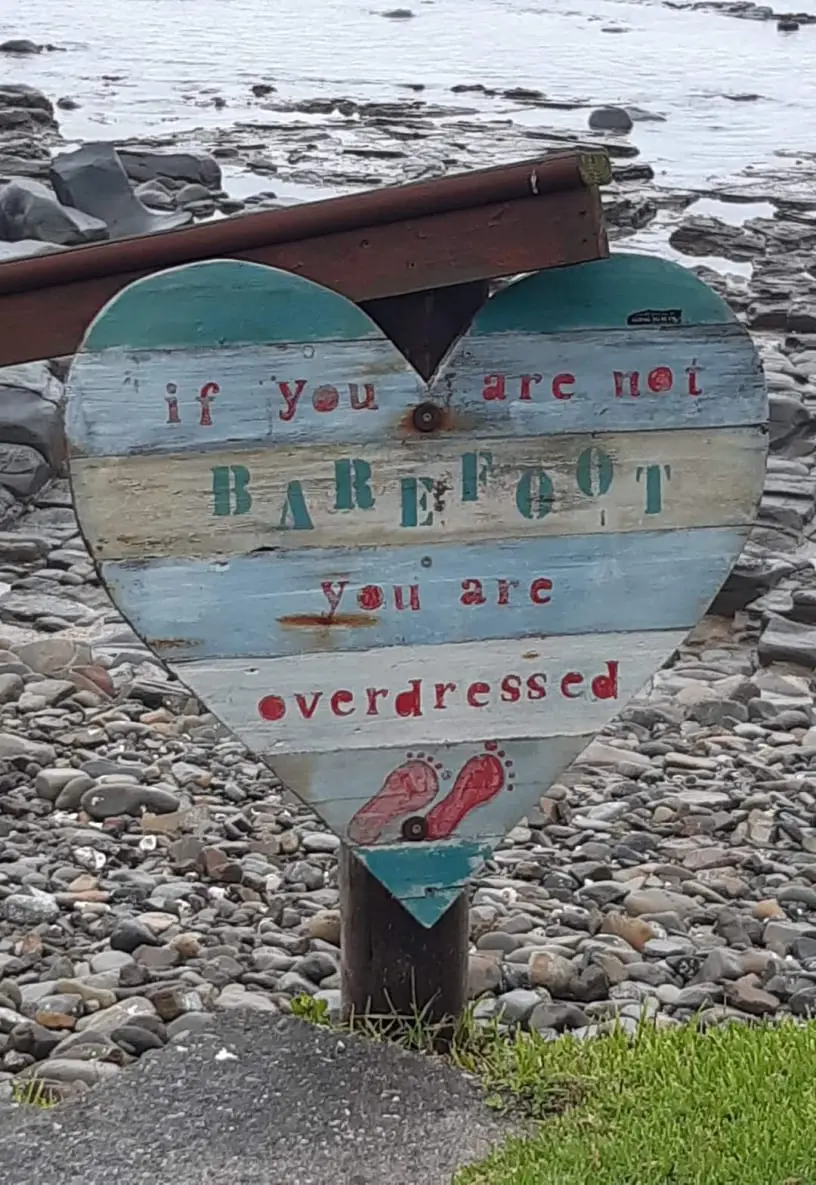 if you are not
BAREFOOT
you are
overdressed